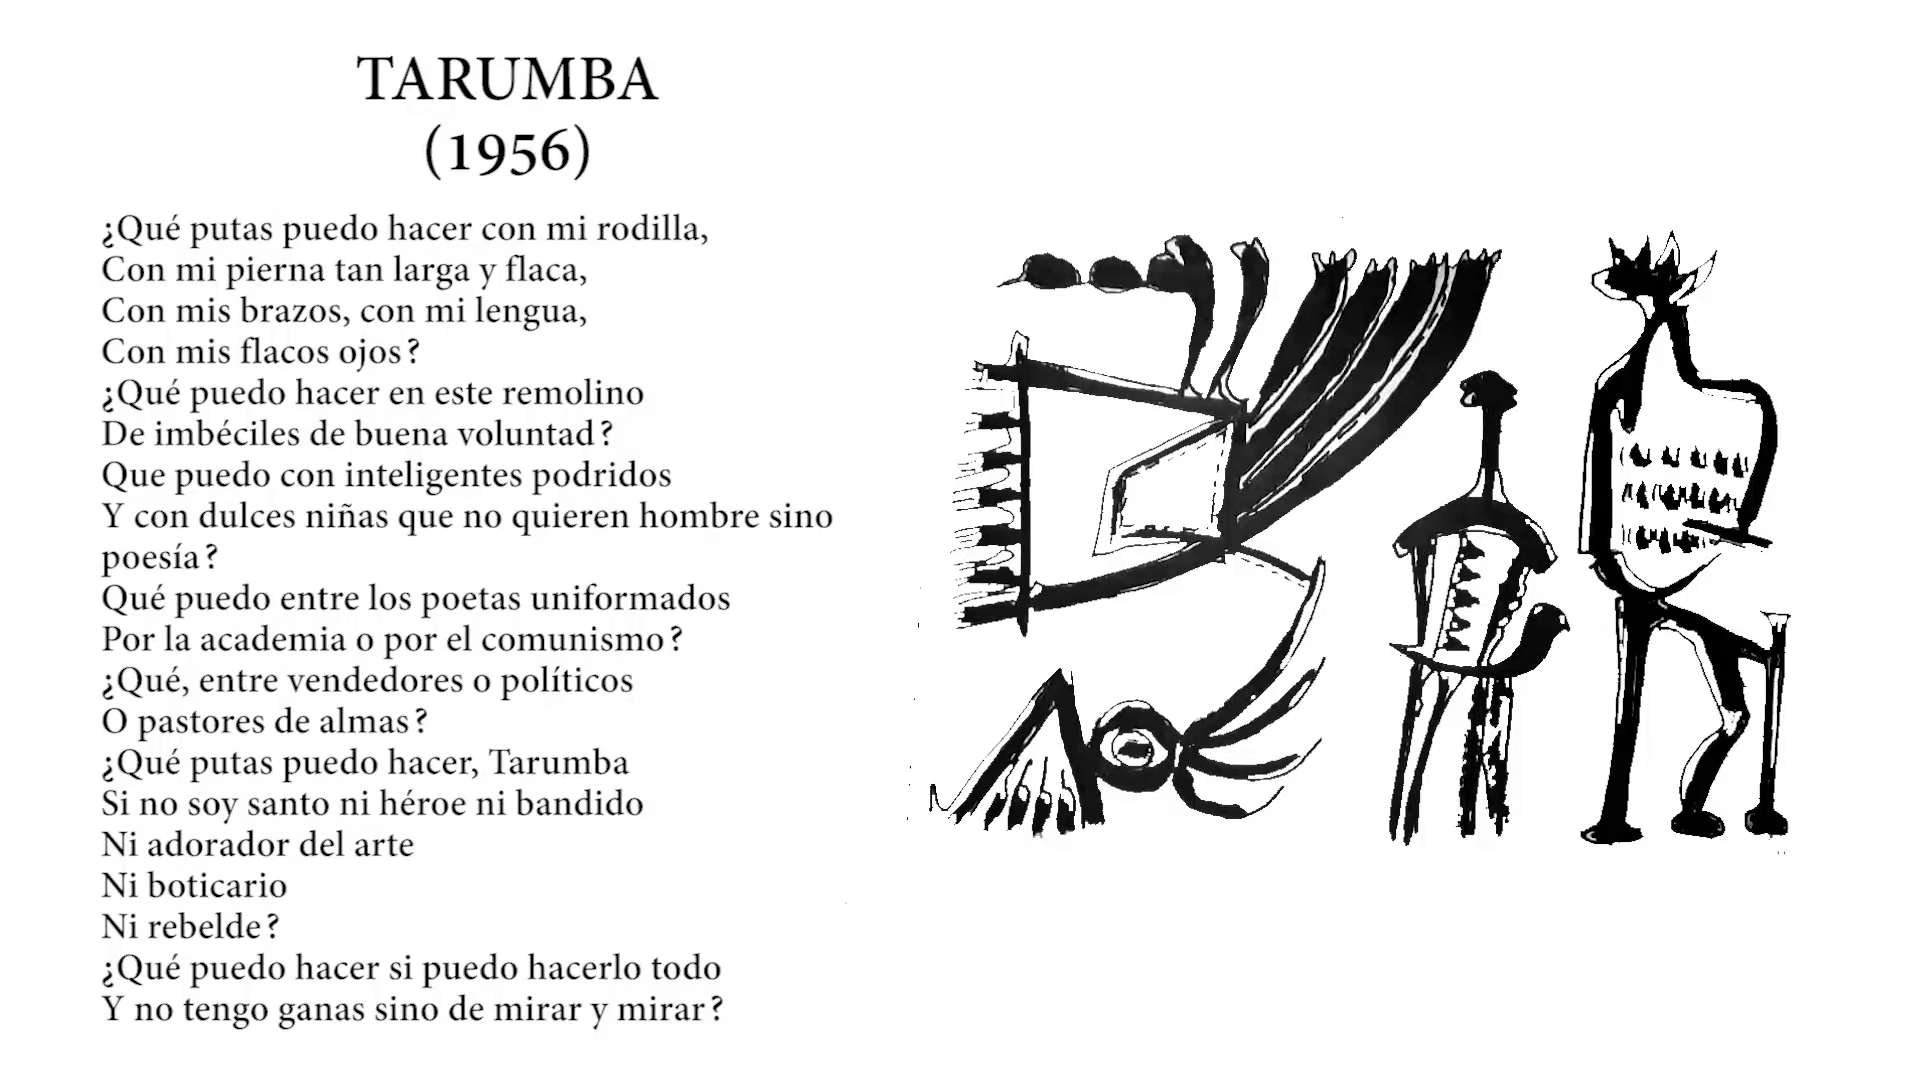 TARUMBA
(1956)
¿Qué putas puedo hacer con mi rodilla,
Con mi pierna tan larga y flaca,
Con mis brazos, con mi lengua,
Con mis flacos ojos?
¿Qué puedo hacer en este remolino
De imbéciles de buena voluntad?
Que puedo con inteligentes podridos
Y con dulces niñas que no quieren hombre sino
poesía?
Qué puedo entre los poetas uniformados
Por la academia o por el comunismo?
¿Qué, entre vendedores o políticos
O pastores de almas?
¿Qué putas puedo hacer, Tarumba
Si no soy santo ni héroe ni bandido
Ni adorador del arte
Ni boticario
Ni rebelde?
¿Qué puedo hacer si puedo hacerlo todo
Y no tengo ganas sino de mirar y mirar?